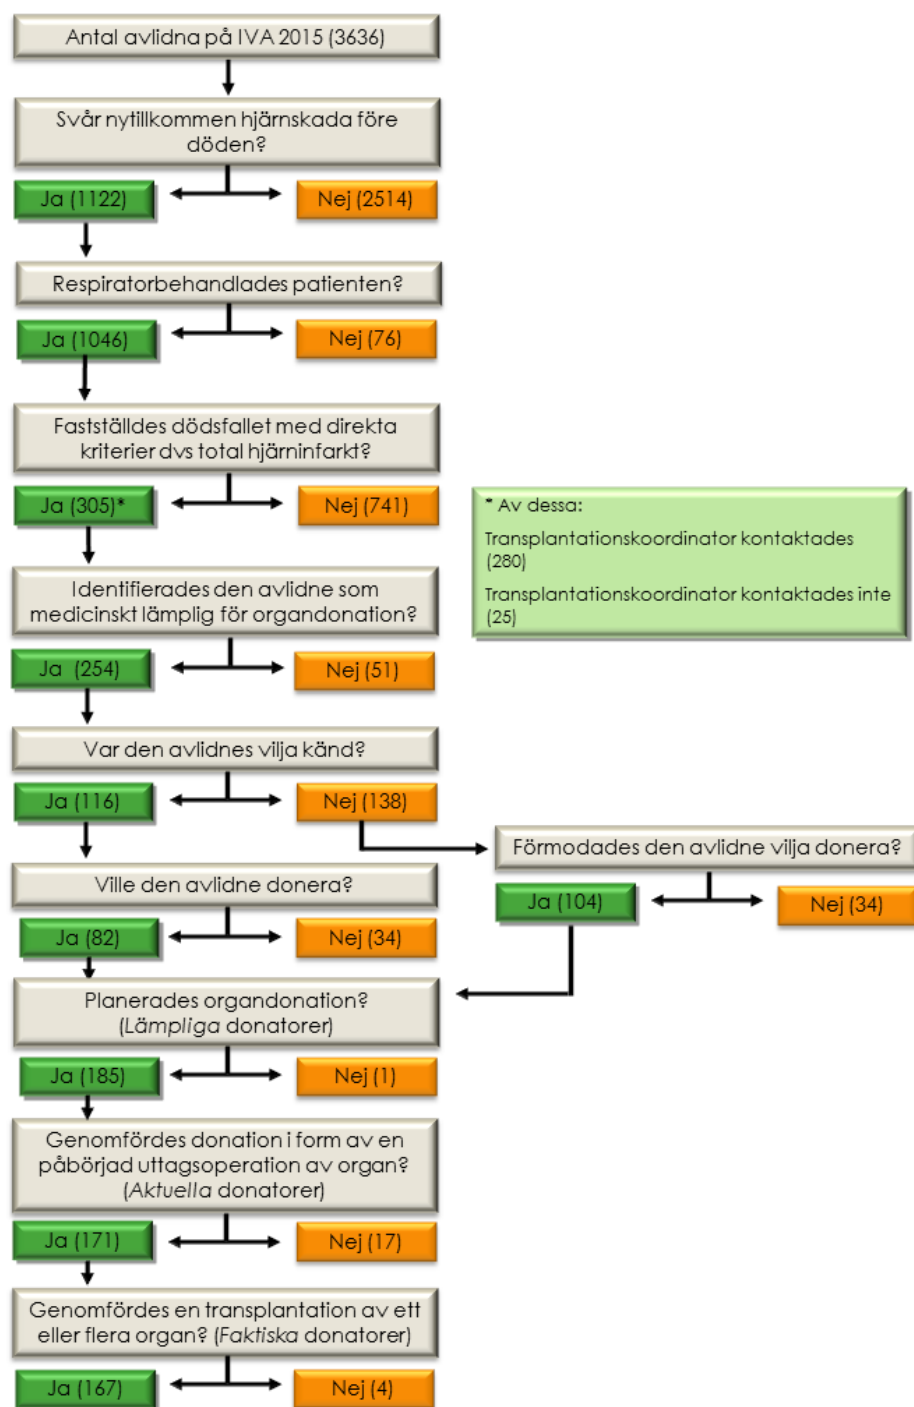 Antal avlidna på IVA 2015 (3636)
Svår nytillkommen hjärnskada före
döden?
Ja (1122)
Nej (2514)
Respiratorbehandlades patienten?
Ja (1046)
Nej (76)
Fastställdes dödsfallet med direkta
kriterier dvs total hjärninfarkt?
Ja (305)*
Nej (741)
* Av dessa:
Transplantationskoordinator kontaktades
(280)
Transplantationskoordinator kontaktades inte
(25)
Identifierades den avlidne som
medicinskt lämplig för organdonation?
Ja (254)
Nej (51)
Var den avlidnes vilja känd?
Ja (116)
Nej (138)
Förmodades den avlidne vilja donera?
Ja (104)
Nej (34)
Ville den avlidne donera?
Ja (82)
Nej (34)
Planerades organdonation?
(Lämpliga donatorer)
Ja (185)
Nej (1)
Genomfördes donation i form av en
påbörjad uttagsoperation av organ?
(Aktuella donatorer)
Ja (171)
Nej (17)
Genomfördes en transplantation av ett
eller flera organ? (Faktiska donatorer)
Ja (167)
Nej (4)